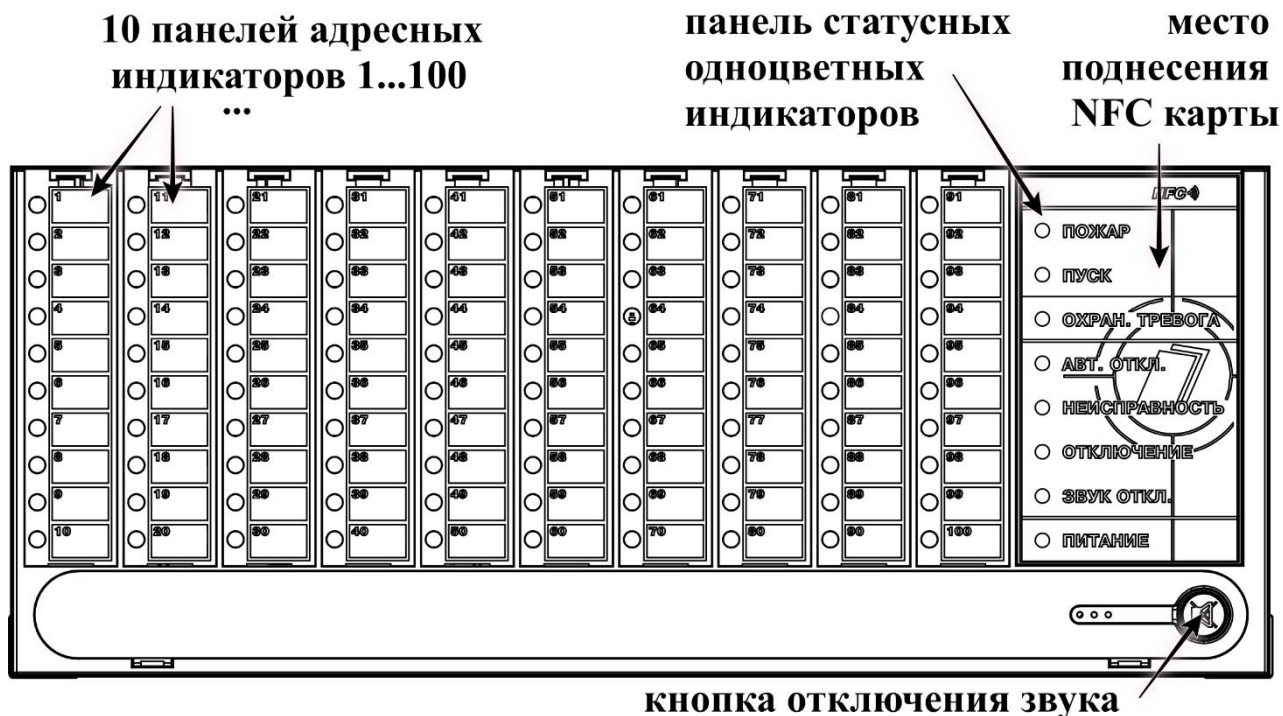 10 панелей адресных
индикаторов 1...100
...
панель статусных
одноцветных
индикаторов
место
поднесения
NFC карты
1 11 21 31 41 51 61 71 81 91
2 12 22 32 42 52 62 72 82 92
3 13 23 33 43 53 63 73 83 93
4 14 24 34 44 54 64 74 84 94
5 15 25 35 45 55 65 75 85 95
6 16 26 36 46 56 66 76 86 96
7 17 27 37 47 57 67 77 87 97
8 18 28 38 48 58 68 78 88 98
9 19 29 39 49 59 69 79 89 99
10 20 30 40 50 60 70 80 90 100
NFC
ПОЖАР
ПУСК
ОХРАН. ТРЕВОГА
АВТ. ОТКЛ.
НЕИСПРАВНОСТЬ
ОТКЛЮЧЕНИЕ
ЗВУК ОТКЛ.
ПИТАНИЕ
кнопка отключения звука